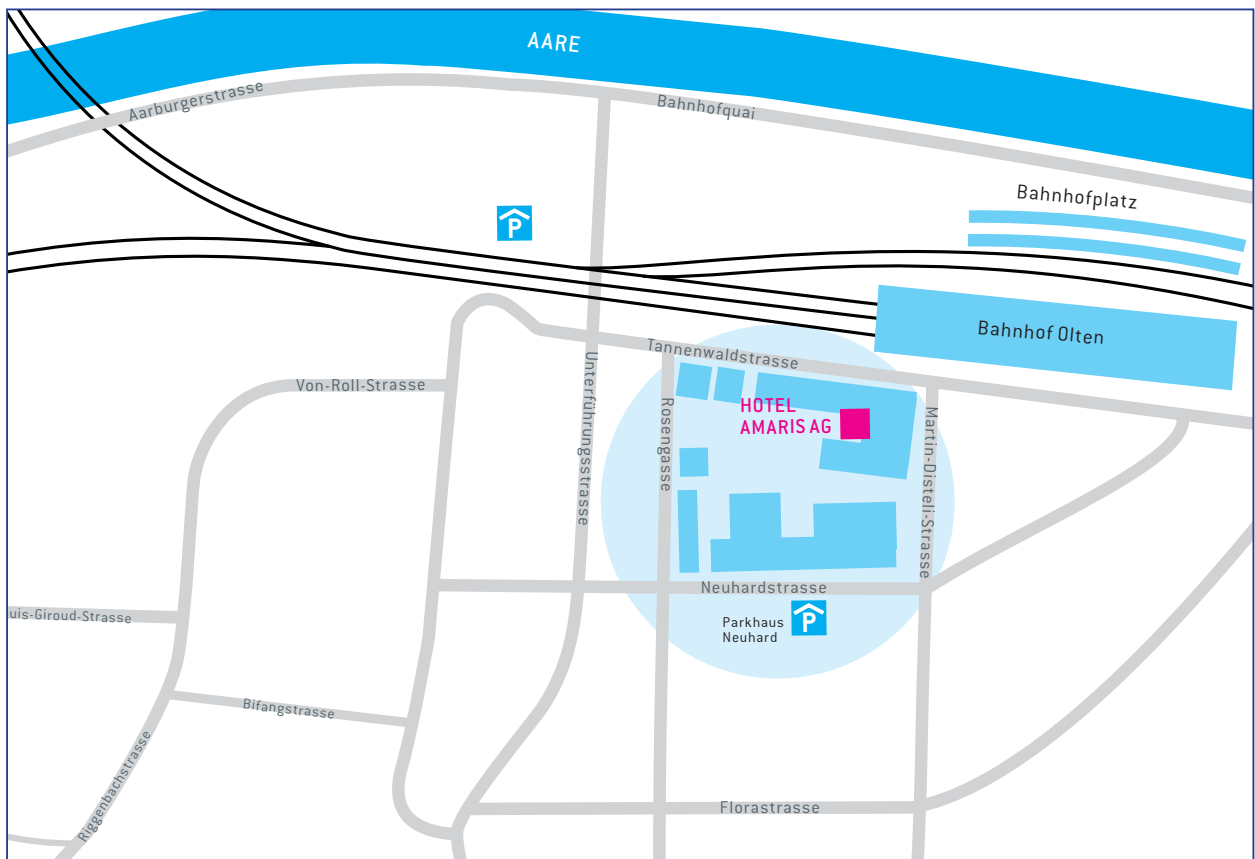 AARE
Aarburgerstrasse
Bahnhofquai
Bahnhofplatz
P
Bahnhof Olten
Tannenwaldstrasse
Von-Roll-Strasse
Unterführungsstrasse
Rosengasse
HOTEL
AMARIS AG
Martin-Disteli-Strasse
Neuhardstrasse
uis-Giroud-Strasse
Parkhaus
Neuhard
P
Bifangstrasse
Riggenbachstrasse
Florastrasse